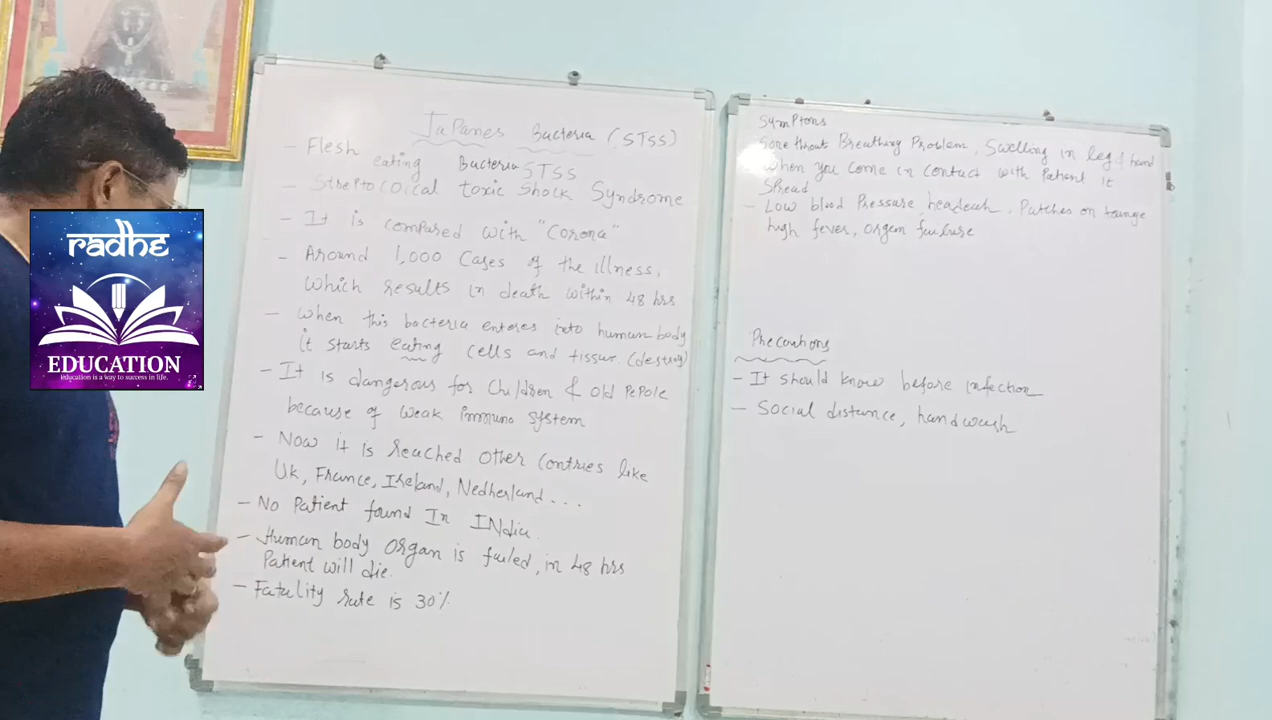 RADHE
EDUCATION
education is a way to success in life.
JaPanes Bacteria (STSS)
- Flesh eating Bacteria STSS
- Streptococcal toxic Shock Syndrome
- It is compared with "Corona"
- Around 1,000 Cases of the illness,
which results in death within 48 hrs
- when this bacteria enteres into human body
it starts eating cells and tissue. (destroy)
- It is dangerous for Children & old PePole
because of weak immuno system
- Now it is reached other Contries like
Uk, France, Ireland, Nedherland...
- No Patient found In INdia.
- Human body organ is failed, in 48 hrs
Patient will die.
- Fatality rate is 30%
Symptons
Sorethroat Breathing Problem, Swelling in leg & hand
when you come in contact with Patient it
Spread
- Low blood Pressure, headeah, Patches on tounge
high fever, orgem failure
Precautions
- It should know before infection
- Social distance, handwash